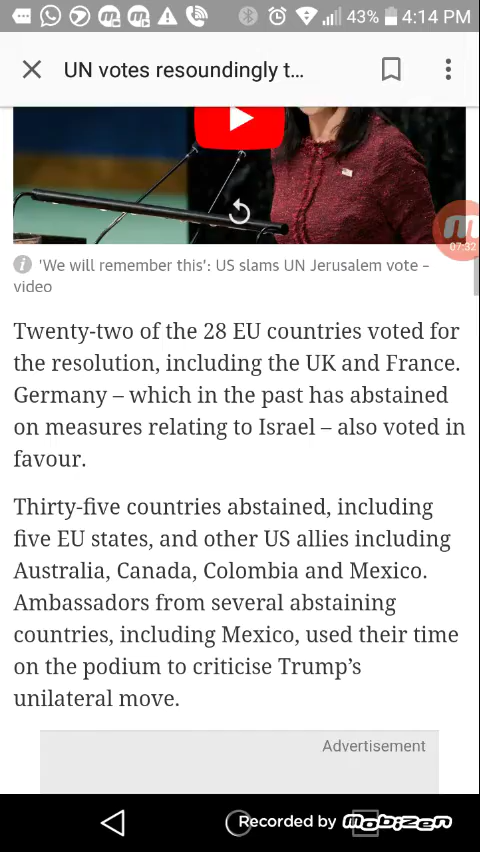 43% 4:14 PM
UN votes resoundingly t...
07:32
'We will remember this': US slams UN Jerusalem vote –
video
Twenty-two of the 28 EU countries voted for
the resolution, including the UK and France.
Germany – which in the past has abstained
on measures relating to Israel – also voted in
favour.
Thirty-five countries abstained, including
five EU states, and other US allies including
Australia, Canada, Colombia and Mexico.
Ambassadors from several abstaining
countries, including Mexico, used their time
on the podium to criticise Trump’s
unilateral move.
Advertisement
Recorded by Mobizen